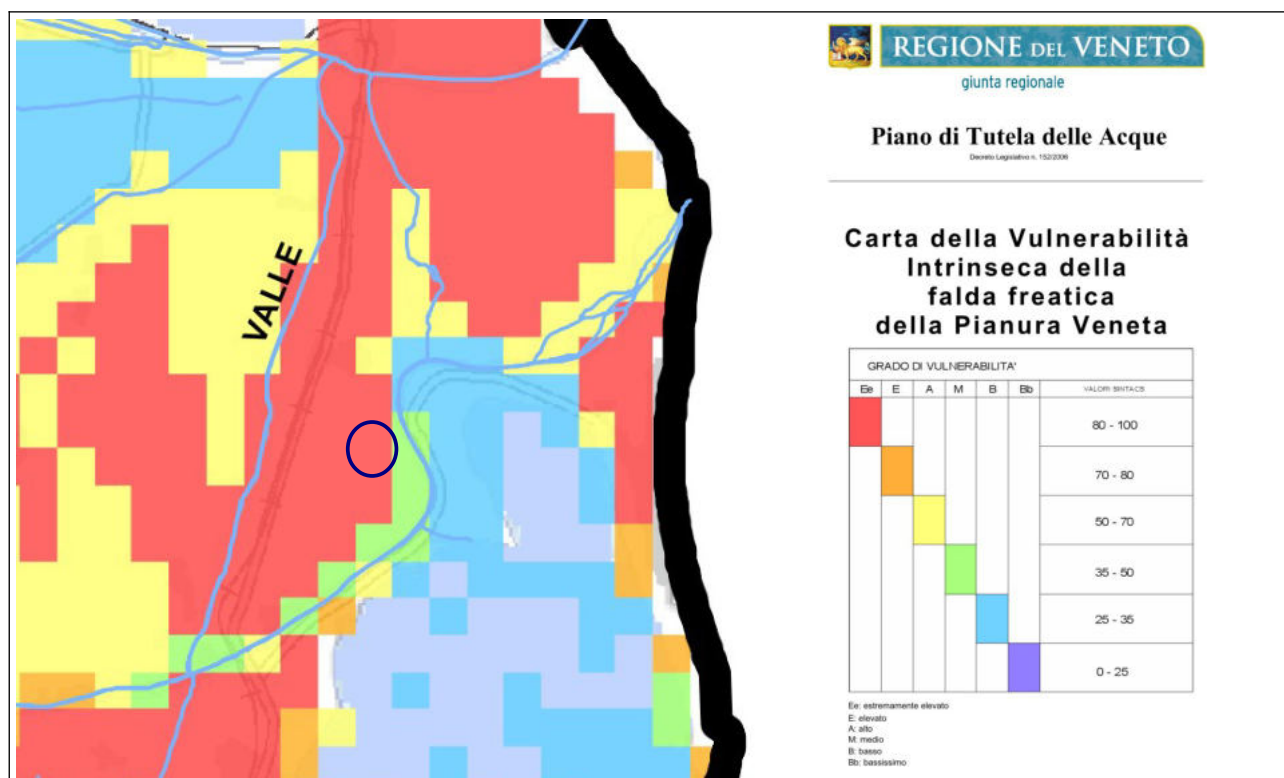 VALLE
REGIONE DEL VENETO
giunta regionale
Piano di Tutela delle Acque
Decreto Legislativo n. 152/2006
Carta della Vulnerabilità
Intrinseca della
falda freatica
della Pianura Veneta
GRADO DI VULNERABILITA'
Ee E A M B Bb VALORI SINTACS
80 - 100
70 - 80
50 - 70
35 - 50
25 - 35
0 - 25
Ee: estremamente elevato
E: elevato
A: alto
M: medio
B: basso
Bb: bassissimo